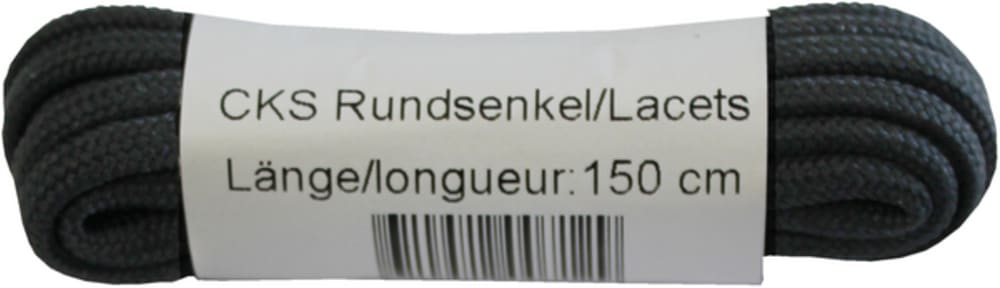 CKS Rundsenkel/Lacets
Länge/longueur:150 cm